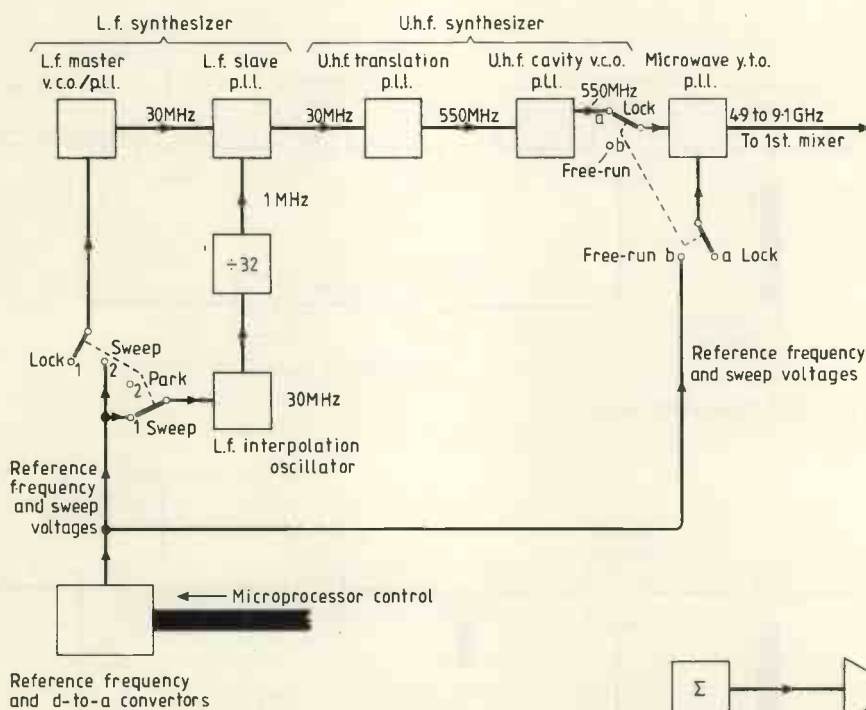 L.f. synthesizer
U.h.f. synthesizer
L.f. master
v.c.o./p.l.l.
L.f. slave
p.l.l.
U.h.f. translation
p.l.l.
U.h.f. cavity v.c.o.
p.l.l.
Microwave y.t.o.
p.l.l.
30MHz
30MHz
550MHz
550MHz
a
Lock
b
Free-run
4·9 to 9·1 GHz
To 1st. mixer
1 MHz
÷32
Free-run b
a Lock
Lock
1
Sweep
2
2
Park
1 Sweep
30MHz
L.f. interpolation
oscillator
Reference frequency
and sweep voltages
Reference
frequency
and sweep
voltages
Microprocessor control
Reference frequency
and d-to-a convertors
Σ